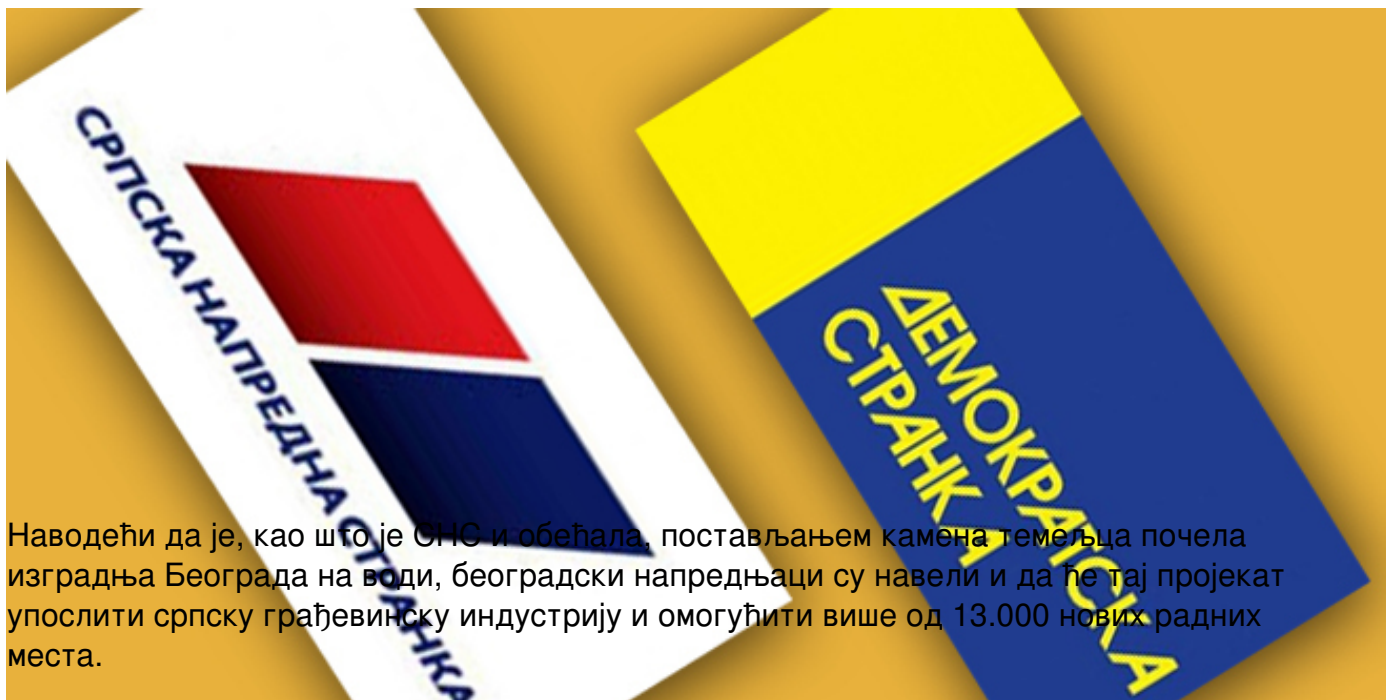 СРПСКА НАПРЕДНА СТРАНКА
ДЕМОКРАТСКА
СТРАНКА
Наводећи да је, као што је СНС и обећала, постављањем камена темељца почела
изградња Београда на води, београдски напредњаци су навели и да ће тај пројекат
упослити српску грађевинску индустрију и омогућити више од 13.000 нових радних
места.